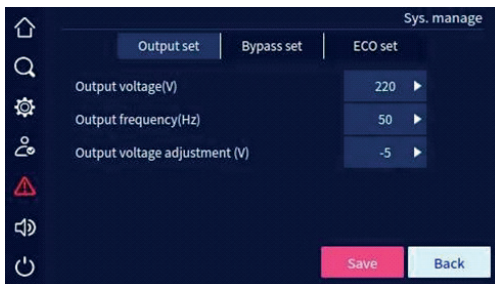 Sys. manage
Output set Bypass set ECO set
Output voltage(V) 220
Output frequency(Hz) 50
Output voltage adjustment (V) -5
Save Back